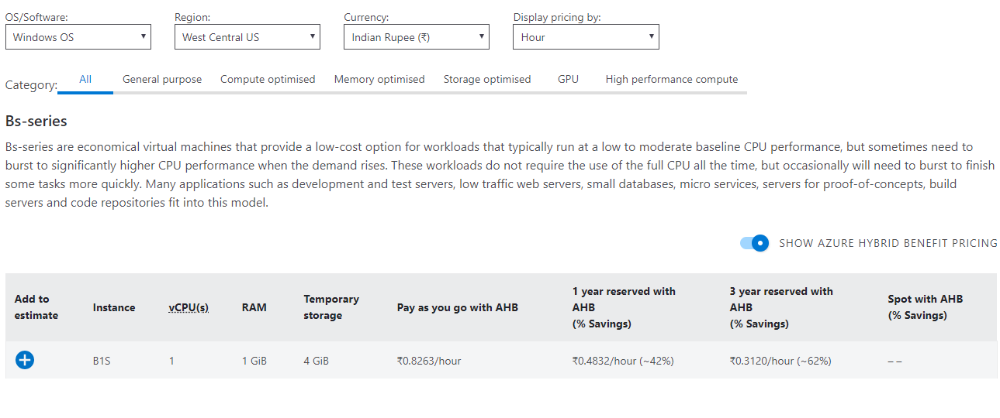 OS/Software: Region: Currency: Display pricing by:
Windows OS West Central US Indian Rupee (₹) Hour
Category: All General purpose Compute optimised Memory optimised Storage optimised GPU High performance compute
Bs-series
Bs-series are economical virtual machines that provide a low-cost option for workloads that typically run at a low to moderate baseline CPU performance, but sometimes need to
burst to significantly higher CPU performance when the demand rises. These workloads do not require the use of the full CPU all the time, but occasionally will need to burst to finish
some tasks more quickly. Many applications such as development and test servers, low traffic web servers, small databases, micro services, servers for proof-of-concepts, build
servers and code repositories fit into this model.
SHOW AZURE HYBRID BENEFIT PRICING
Add to
estimate
Instance
vCPU(s)
RAM
Temporary
storage
Pay as you go with AHB
1 year reserved with
AHB
(% Savings)
3 year reserved with
AHB
(% Savings)
Spot with AHB
(% Savings)
B1S 1 1 GiB 4 GiB ₹0.8263/hour ₹0.4832/hour (~42%) ₹0.3120/hour (~62%) – –